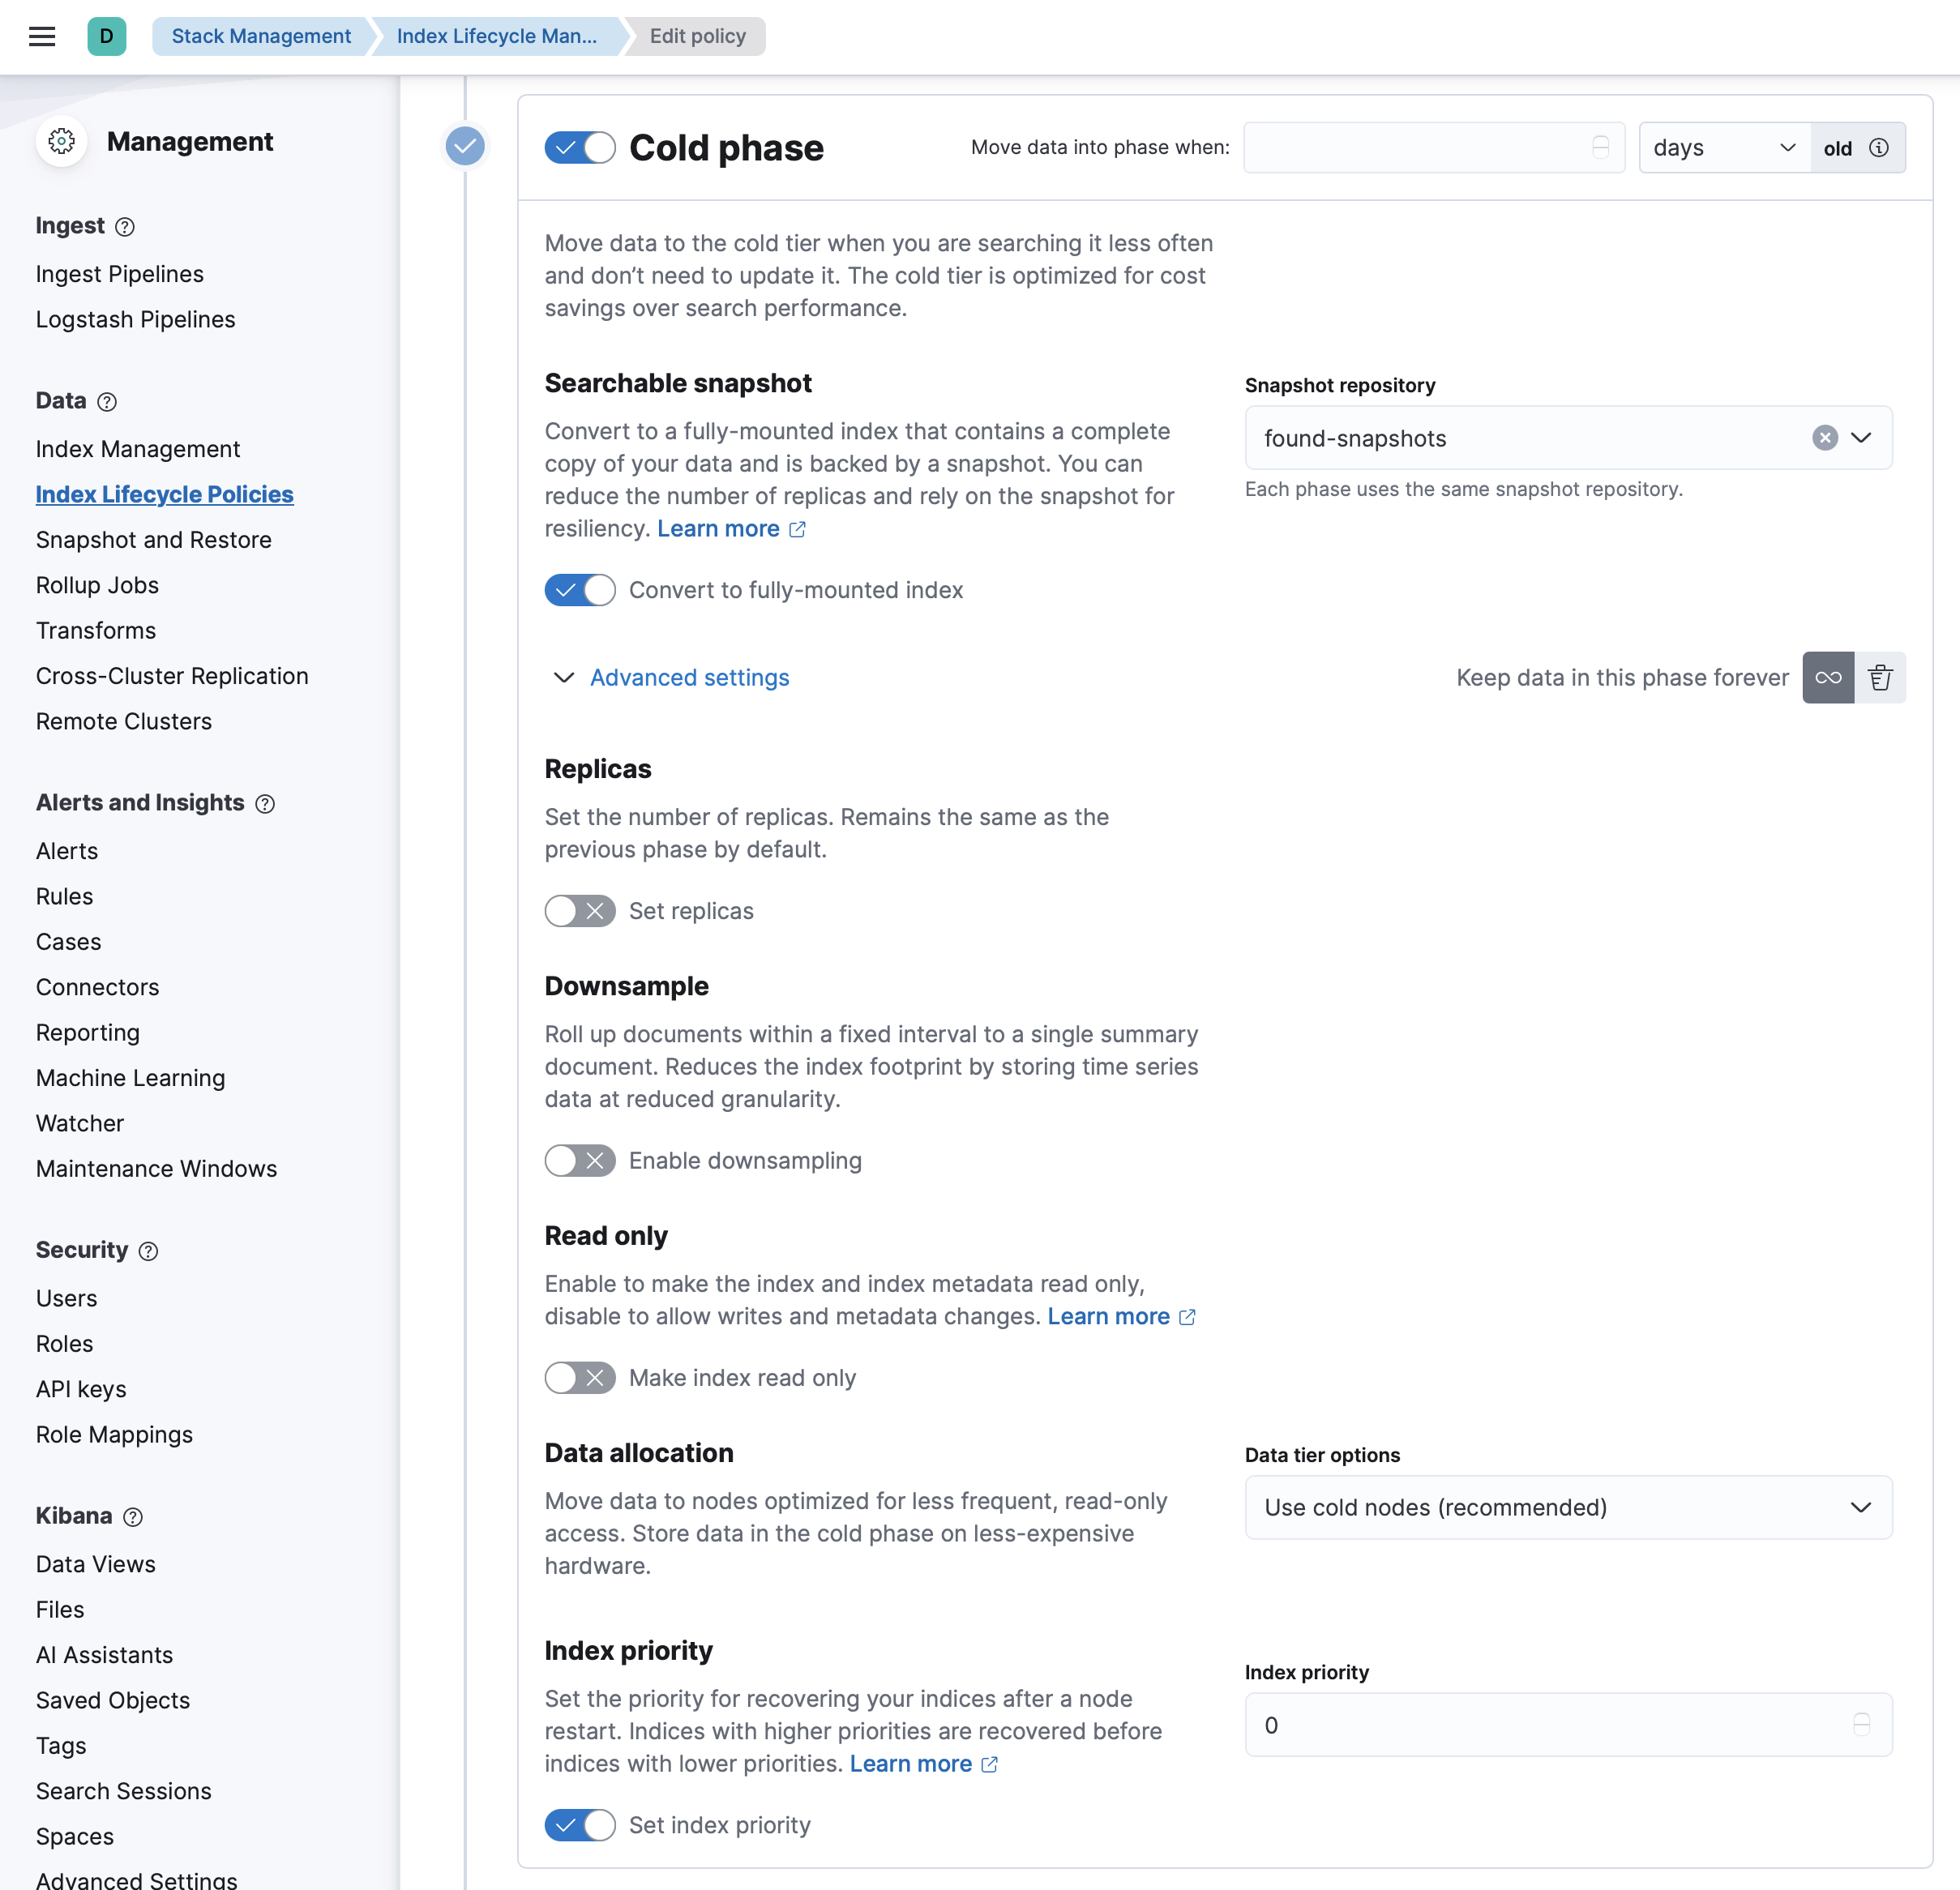 D
Stack Management
Index Lifecycle Man...
Edit policy
Management
Ingest
Ingest Pipelines
Logstash Pipelines
Data
Index Management
Index Lifecycle Policies
Snapshot and Restore
Rollup Jobs
Transforms
Cross-Cluster Replication
Remote Clusters
Alerts and Insights
Alerts
Rules
Cases
Connectors
Reporting
Machine Learning
Watcher
Maintenance Windows
Security
Users
Roles
API keys
Role Mappings
Kibana
Data Views
Files
AI Assistants
Saved Objects
Tags
Search Sessions
Spaces
Advanced Settings
Cold phase
Move data into phase when:
days
old
Move data to the cold tier when you are searching it less often
and don’t need to update it. The cold tier is optimized for cost
savings over search performance.
Searchable snapshot
Convert to a fully-mounted index that contains a complete
copy of your data and is backed by a snapshot. You can
reduce the number of replicas and rely on the snapshot for
resiliency. Learn more
Snapshot repository
found-snapshots
Each phase uses the same snapshot repository.
Convert to fully-mounted index
Advanced settings
Keep data in this phase forever
Replicas
Set the number of replicas. Remains the same as the
previous phase by default.
Set replicas
Downsample
Roll up documents within a fixed interval to a single summary
document. Reduces the index footprint by storing time series
data at reduced granularity.
Enable downsampling
Read only
Enable to make the index and index metadata read only,
disable to allow writes and metadata changes. Learn more
Make index read only
Data allocation
Move data to nodes optimized for less frequent, read-only
access. Store data in the cold phase on less-expensive
hardware.
Data tier options
Use cold nodes (recommended)
Index priority
Set the priority for recovering your indices after a node
restart. Indices with higher priorities are recovered before
indices with lower priorities. Learn more
Index priority
0
Set index priority